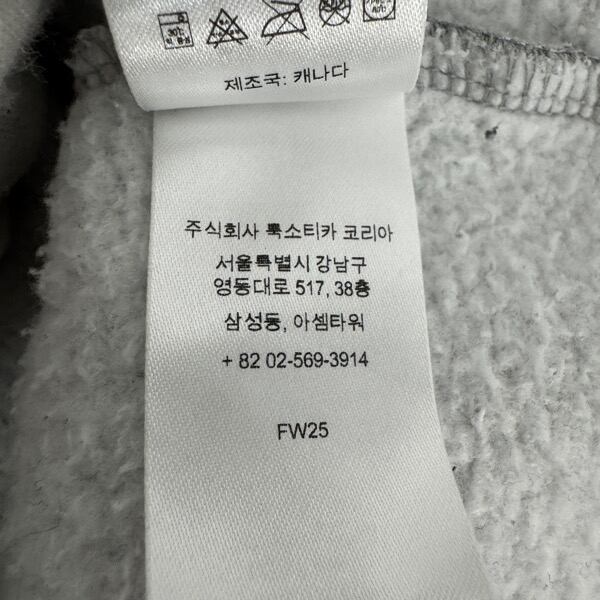 30℃
제조국: 캐나다
주식회사 룩소티카 코리아
서울특별시 강남구
영동대로 517, 38층
삼성동, 아셈타워
+ 82 02-569-3914
FW25